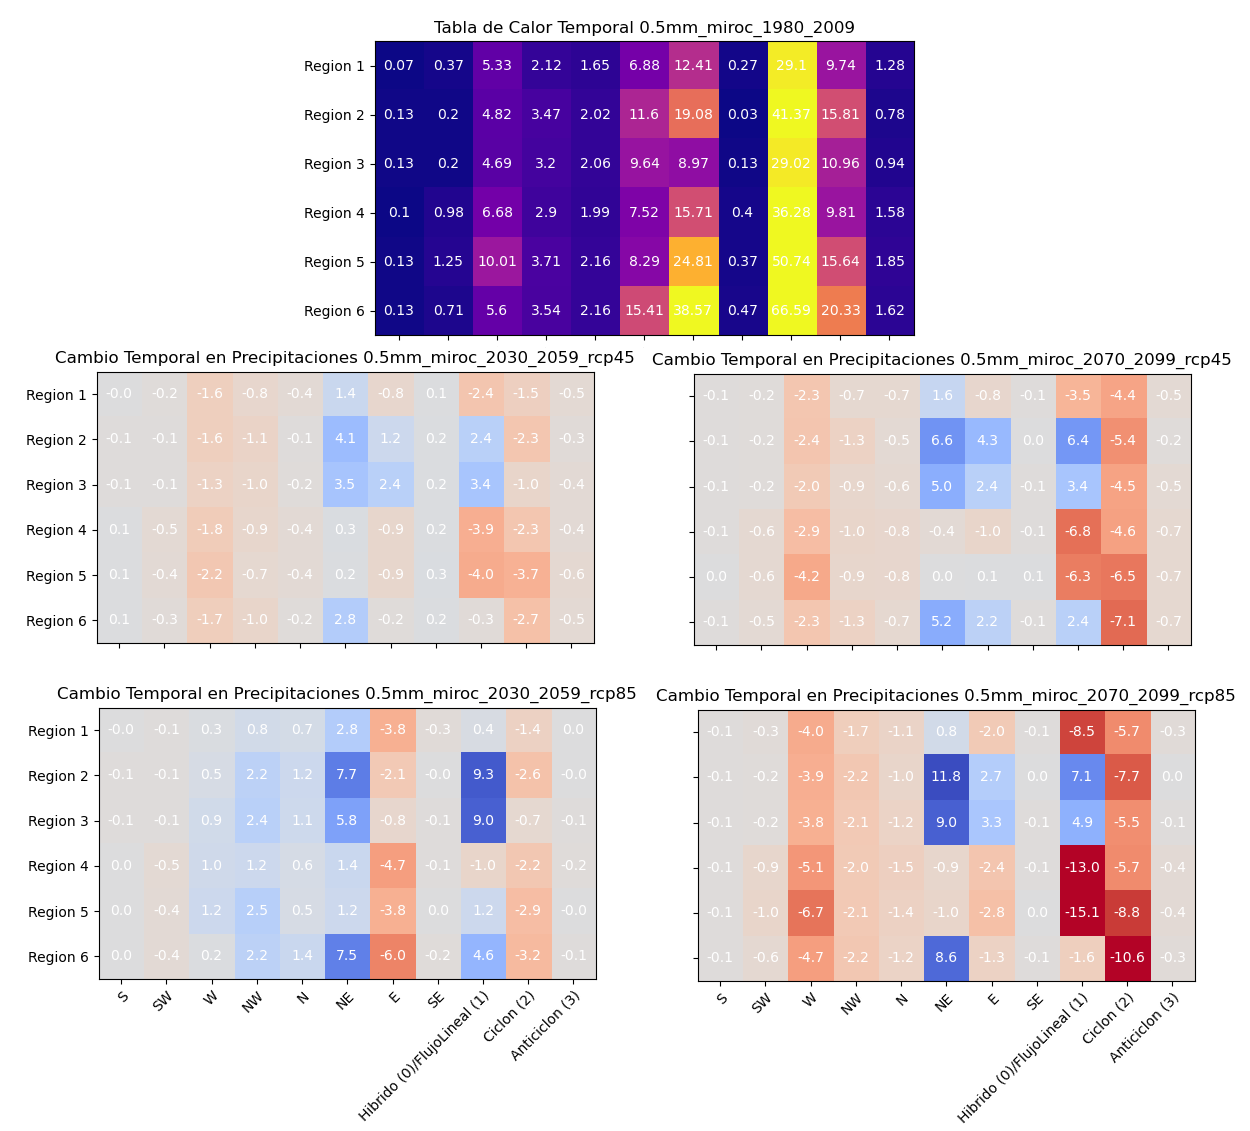 Tabla de Calor Temporal 0.5mm_miroc_1980_2009
Region 1 0.07 0.37 5.33 2.12 1.65 6.88 12.41 0.27 29.1 9.74 1.28
Region 2 0.13 0.2 4.82 3.47 2.02 11.6 19.08 0.03 41.37 15.81 0.78
Region 3 0.13 0.2 4.69 3.2 2.06 9.64 8.97 0.13 29.02 10.96 0.94
Region 4 0.1 0.98 6.68 2.9 1.99 7.52 15.71 0.4 36.28 9.81 1.58
Region 5 0.13 1.25 10.01 3.71 2.16 8.29 24.81 0.37 50.74 15.64 1.85
Region 6 0.13 0.71 5.6 3.54 2.16 15.41 38.57 0.47 66.59 20.33 1.62
Cambio Temporal en Precipitaciones 0.5mm_miroc_2030_2059_rcp45
Region 1 -0.0 -0.2 -1.6 -0.8 -0.4 1.4 -0.8 0.1 -2.4 -1.5 -0.5
Region 2 -0.1 -0.1 -1.6 -1.1 -0.1 4.1 1.2 0.2 2.4 -2.3 -0.3
Region 3 -0.1 -0.1 -1.3 -1.0 -0.2 3.5 2.4 0.2 3.4 -1.0 -0.4
Region 4 0.1 -0.5 -1.8 -0.9 -0.4 0.3 -0.9 0.2 -3.9 -2.3 -0.4
Region 5 0.1 -0.4 -2.2 -0.7 -0.4 0.2 -0.9 0.3 -4.0 -3.7 -0.6
Region 6 0.1 -0.3 -1.7 -1.0 -0.2 2.8 -0.2 0.2 -0.3 -2.7 -0.5
Cambio Temporal en Precipitaciones 0.5mm_miroc_2070_2099_rcp45
-0.1 -0.2 -2.3 -0.7 -0.7 1.6 -0.8 -0.1 -3.5 -4.4 -0.5
-0.1 -0.2 -2.4 -1.3 -0.5 6.6 4.3 0.0 6.4 -5.4 -0.2
-0.1 -0.2 -2.0 -0.9 -0.6 5.0 2.4 -0.1 3.4 -4.5 -0.5
-0.1 -0.6 -2.9 -1.0 -0.8 -0.4 -1.0 -0.1 -6.8 -4.6 -0.7
0.0 -0.6 -4.2 -0.9 -0.8 0.0 0.1 0.1 -6.3 -6.5 -0.7
-0.1 -0.5 -2.3 -1.3 -0.7 5.2 2.2 -0.1 2.4 -7.1 -0.7
Cambio Temporal en Precipitaciones 0.5mm_miroc_2030_2059_rcp85
Region 1 -0.0 -0.1 0.3 0.8 0.7 2.8 -3.8 -0.3 0.4 -1.4 0.0
Region 2 -0.1 -0.1 0.5 2.2 1.2 7.7 -2.1 -0.0 9.3 -2.6 -0.0
Region 3 -0.1 -0.1 0.9 2.4 1.1 5.8 -0.8 -0.1 9.0 -0.7 -0.1
Region 4 0.0 -0.5 1.0 1.2 0.6 1.4 -4.7 -0.1 -1.0 -2.2 -0.2
Region 5 0.0 -0.4 1.2 2.5 0.5 1.2 -3.8 0.0 1.2 -2.9 -0.0
Region 6 0.0 -0.4 0.2 2.2 1.4 7.5 -6.0 -0.2 4.6 -3.2 -0.1
S SW W NW N NE E SE Hibrido (0)/FlujoLineal (1) Ciclon (2) Anticiclon (3)
Cambio Temporal en Precipitaciones 0.5mm_miroc_2070_2099_rcp85
-0.1 -0.3 -4.0 -1.7 -1.1 0.8 -2.0 -0.1 -8.5 -5.7 -0.3
-0.1 -0.2 -3.9 -2.2 -1.0 11.8 2.7 0.0 7.1 -7.7 0.0
-0.1 -0.2 -3.8 -2.1 -1.2 9.0 3.3 -0.1 4.9 -5.5 -0.1
-0.1 -0.9 -5.1 -2.0 -1.5 -0.9 -2.4 -0.1 -13.0 -5.7 -0.4
-0.1 -1.0 -6.7 -2.1 -1.4 -1.0 -2.8 0.0 -15.1 -8.8 -0.4
-0.1 -0.6 -4.7 -2.2 -1.2 8.6 -1.3 -0.1 -1.6 -10.6 -0.3
S SW W NW N NE E SE Hibrido (0)/FlujoLineal (1) Ciclon (2) Anticiclon (3)